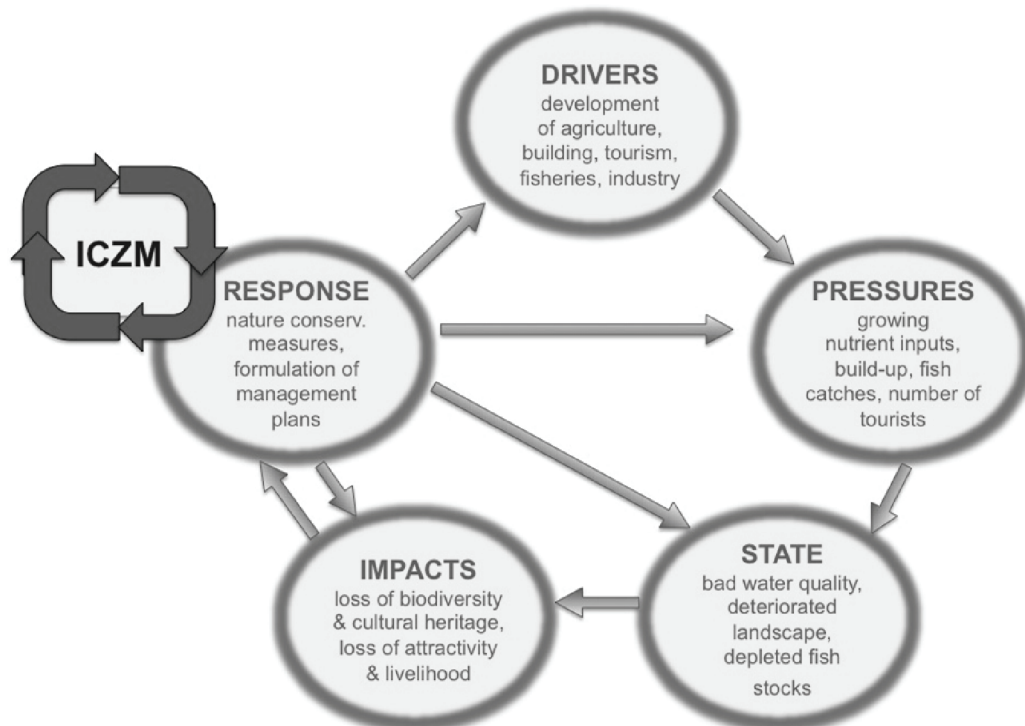 DRIVERS
development
of agriculture,
building, tourism,
fisheries, industry
ICZM
RESPONSE
nature conserv.
measures,
formulation of
management
plans
PRESSURES
growing
nutrient inputs,
build-up, fish
catches, number of
tourists
IMPACTS
loss of biodiversity
& cultural heritage,
loss of attractivity
& livelihood
STATE
bad water quality,
deteriorated
landscape,
depleted fish
stocks